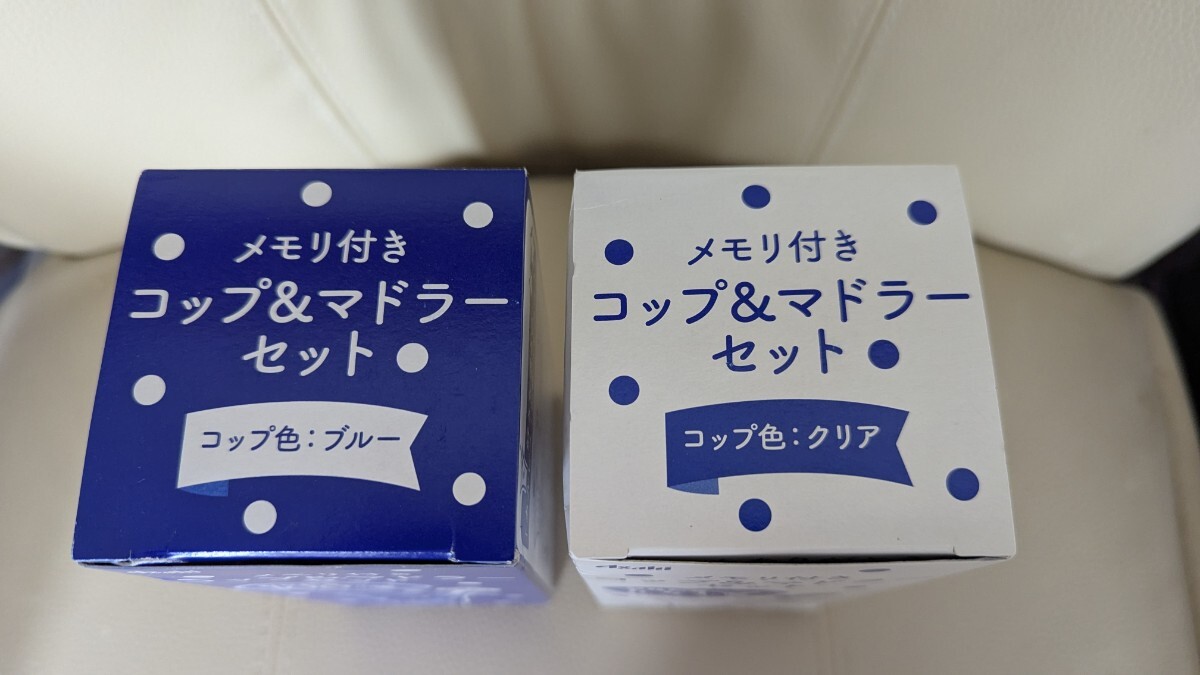 メモリ付き
コップ&マドラー
セット
コップ色：ブルー
メモリ付き
コップ&マドラー
セット
コップ色：クリア